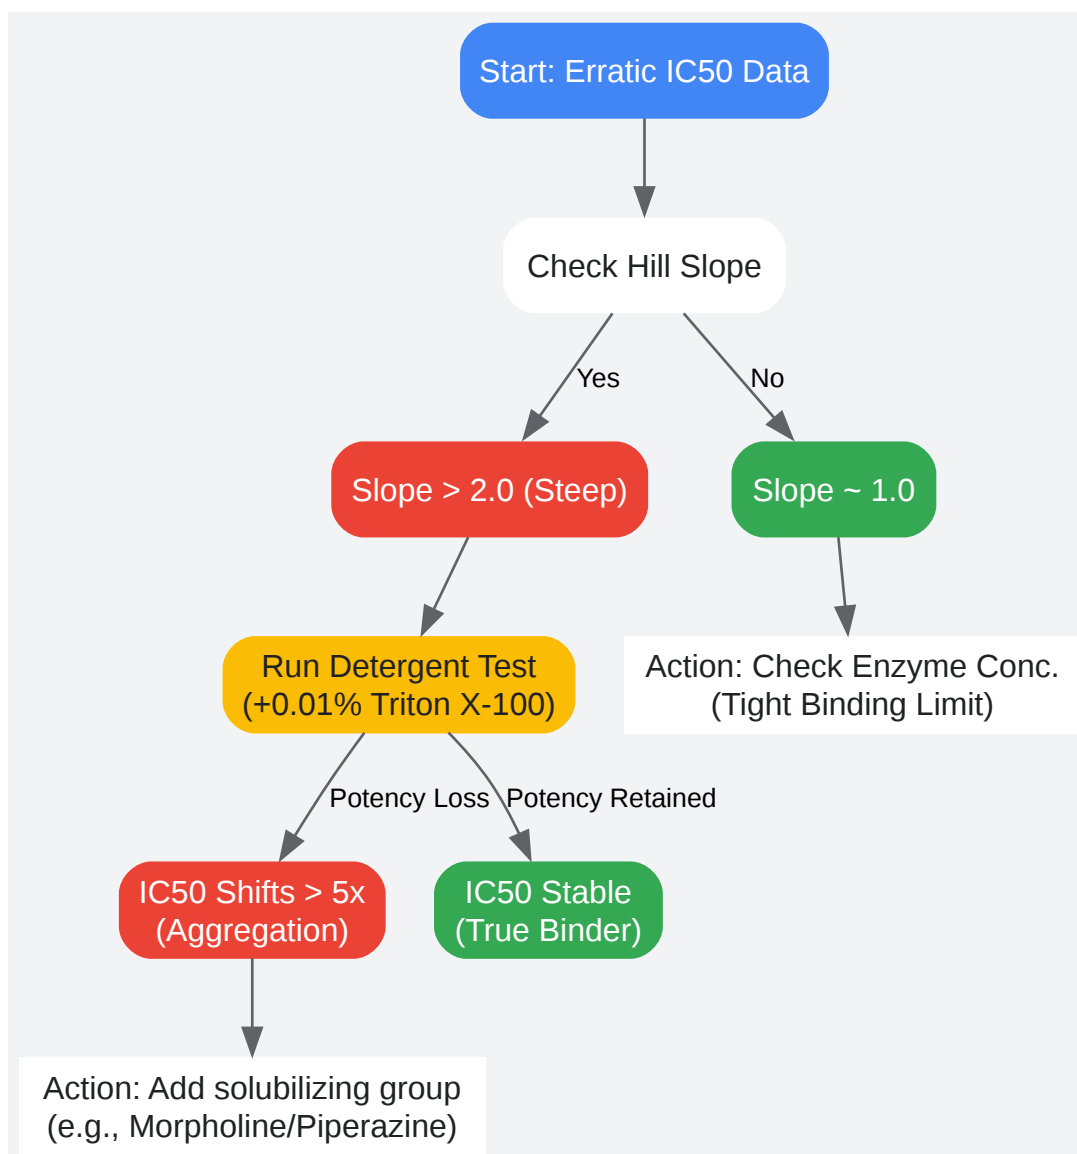 Start: Erratic IC50 Data
Check Hill Slope
Yes
No
Slope > 2.0 (Steep)
Slope ~ 1.0
Run Detergent Test
(+0.01% Triton X-100)
Action: Check Enzyme Conc.
(Tight Binding Limit)
Potency Loss
Potency Retained
IC50 Shifts > 5x
(Aggregation)
IC50 Stable
(True Binder)
Action: Add solubilizing group
(e.g., Morpholine/Piperazine)